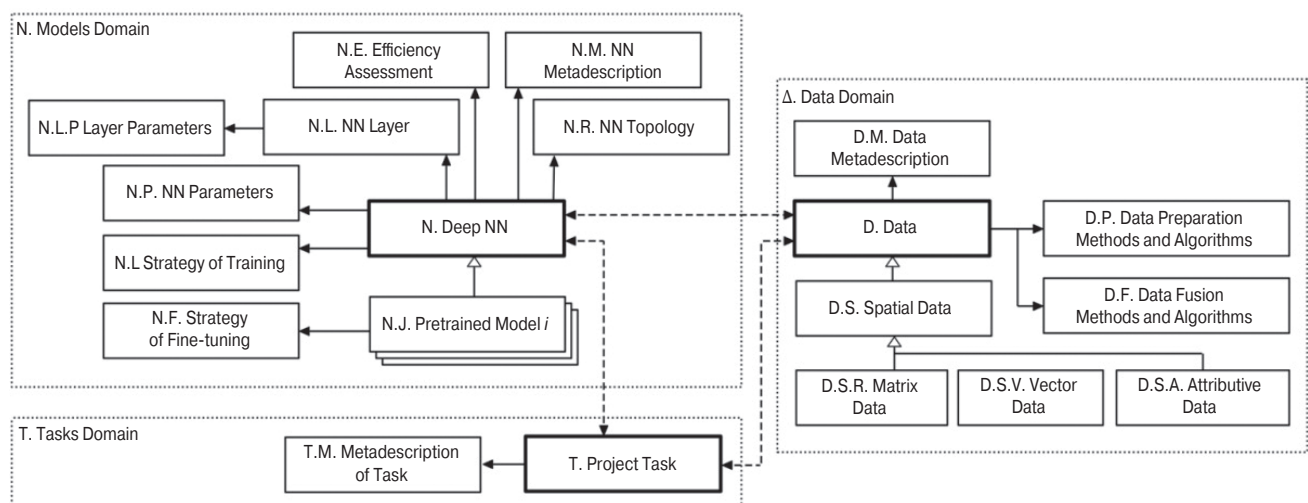 N. Models Domain
N.E. Efficiency
Assessment
N.M. NN
Metadescription
N.L.P Layer Parameters
N.L. NN Layer
N.R. NN Topology
N.P. NN Parameters
N. Deep NN
N.L Strategy of Training
N.F. Strategy
of Fine-tuning
N.J. Pretrained Model i
Δ. Data Domain
D.M. Data
Metadescription
D. Data
D.P. Data Preparation
Methods and Algorithms
D.S. Spatial Data
D.F. Data Fusion
Methods and Algorithms
D.S.R. Matrix
Data
D.S.V. Vector
Data
D.S.A. Attributive
Data
T. Tasks Domain
T.M. Metadescription
of Task
T. Project Task